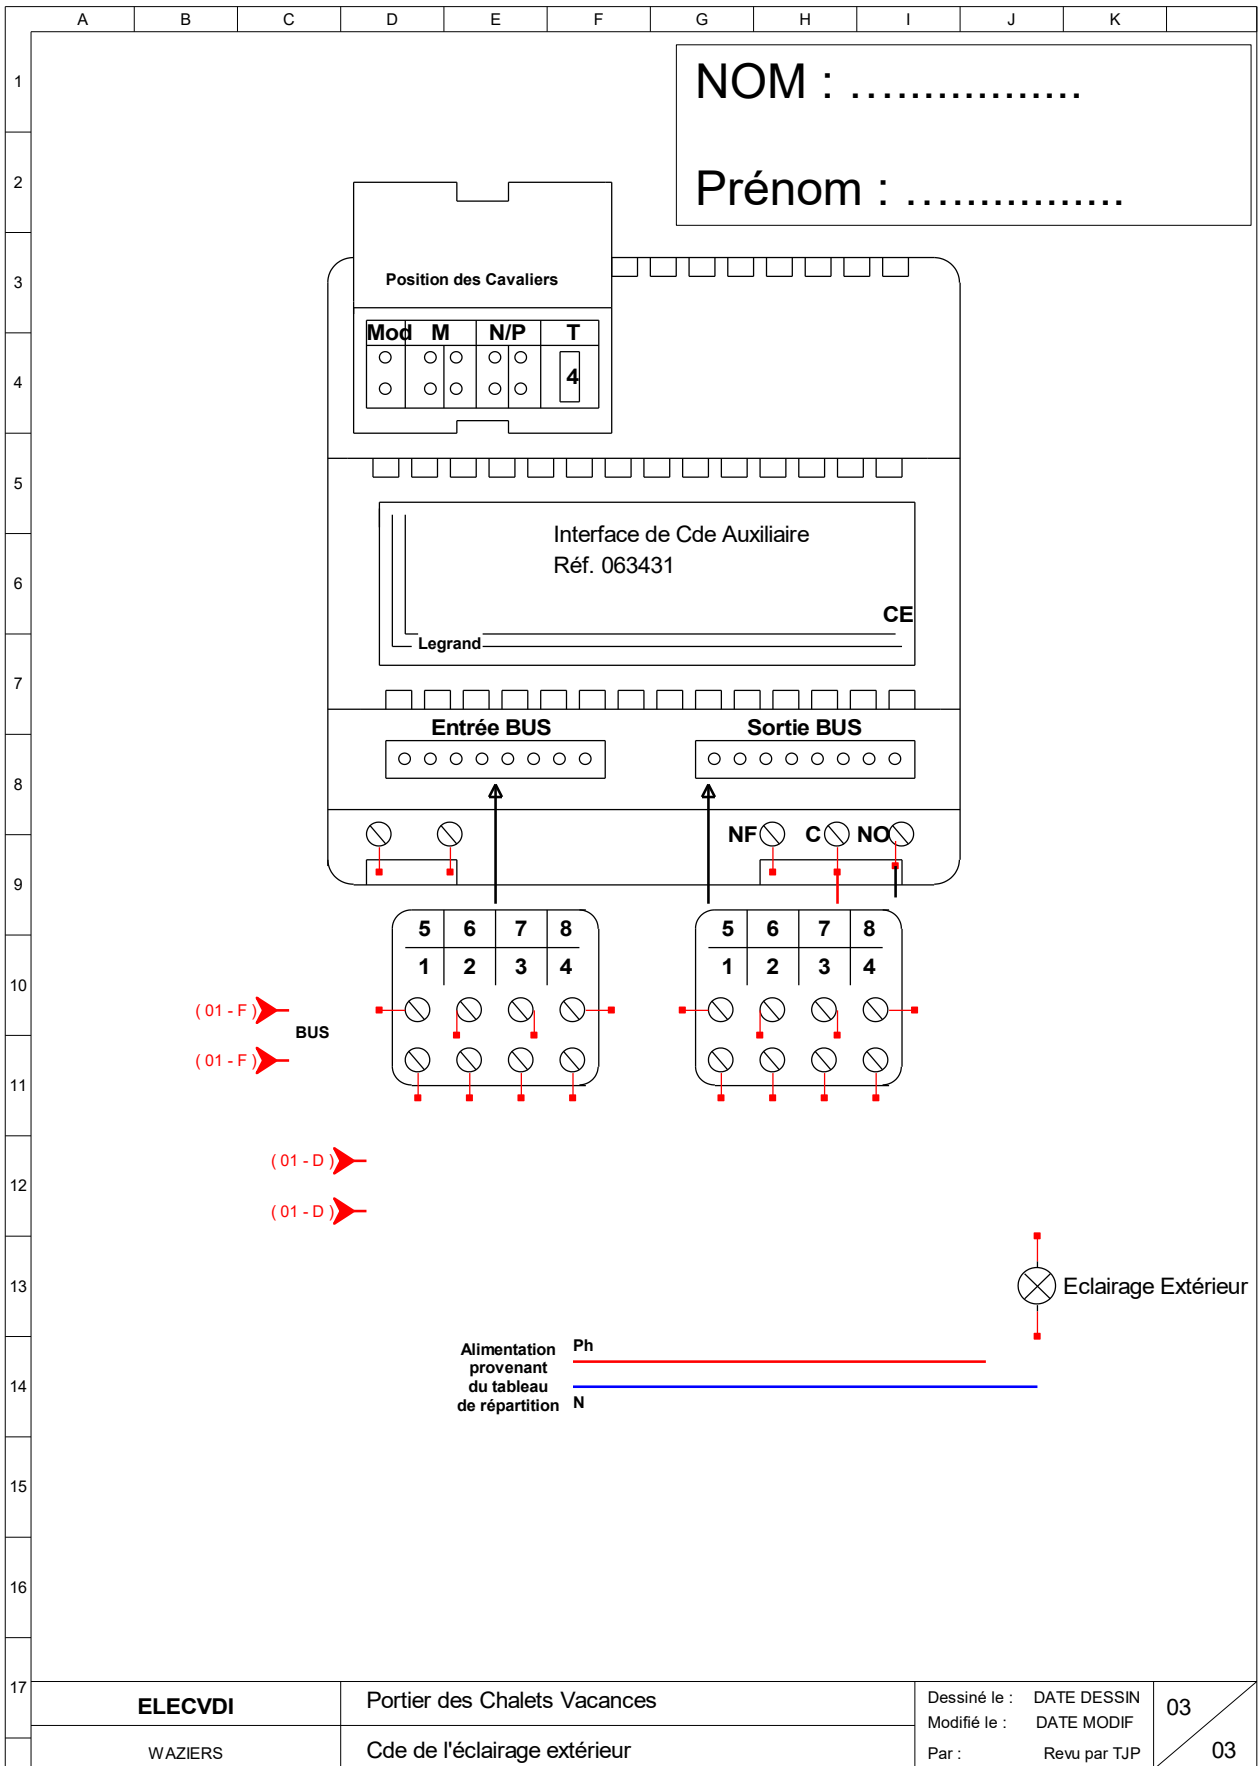 A B C D E F G H I J K
1
NOM : .................
2
Prénom : ................
3
Position des Cavaliers
Mod M N/P T
4
4
5
Interface de Cde Auxiliaire
Réf. 063431
6
CE
Legrand
7
Entrée BUS Sortie BUS
8
NF C NO
9
5 6 7 8 5 6 7 8
1 2 3 4 1 2 3 4
10
( 01 - F )
BUS
( 01 - F )
11
( 01 - D )
12
( 01 - D )
13
Eclairage Extérieur
Alimentation Ph
provenant
14
du tableau
de répartition N
15
16
17
ELECVDI Portier des Chalets Vacances Dessiné le : DATE DESSIN 03
Modifié le : DATE MODIF
WAZIERS Cde de l'éclairage extérieur Par : Revu par TJP 03